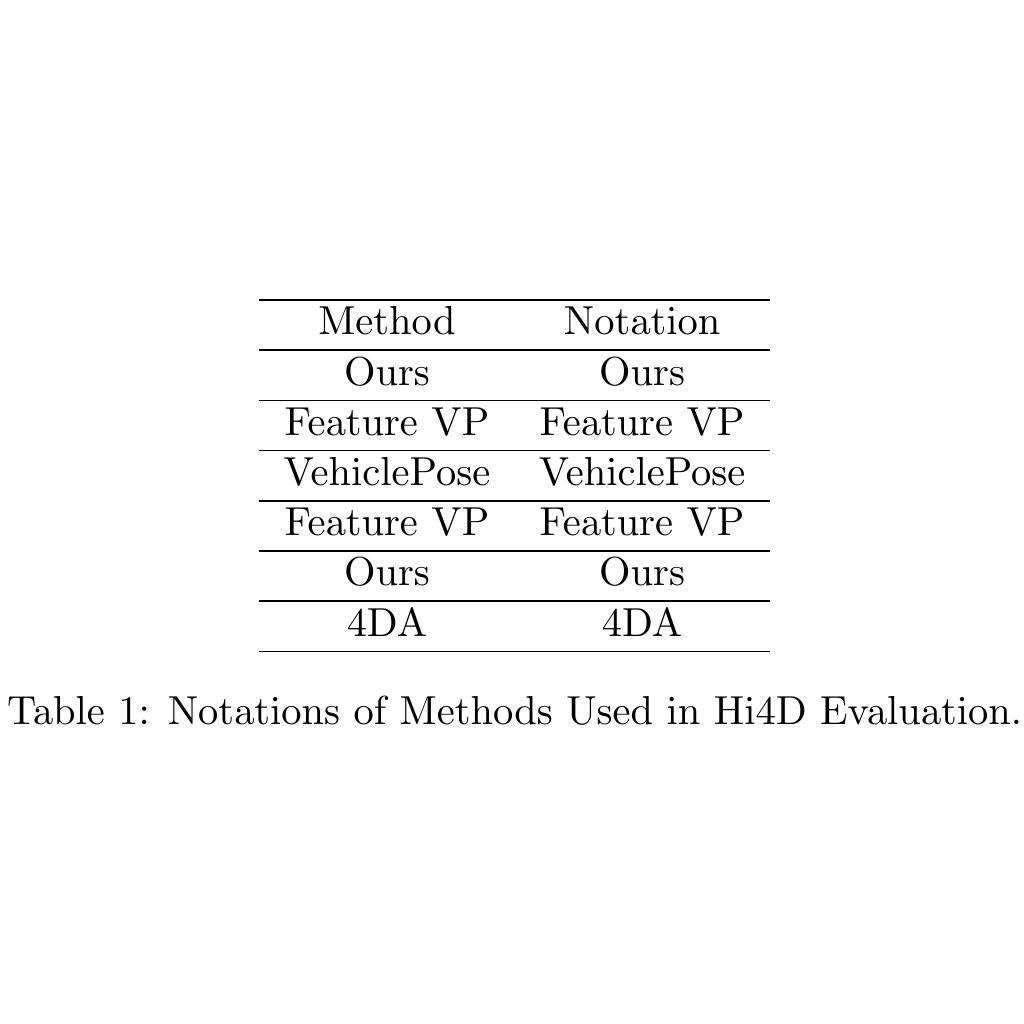 Method Notation
Ours Ours
Feature VP Feature VP
VehiclePose VehiclePose
Feature VP Feature VP
Ours Ours
4DA 4DA
Table 1: Notations of Methods Used in Hi4D Evaluation.